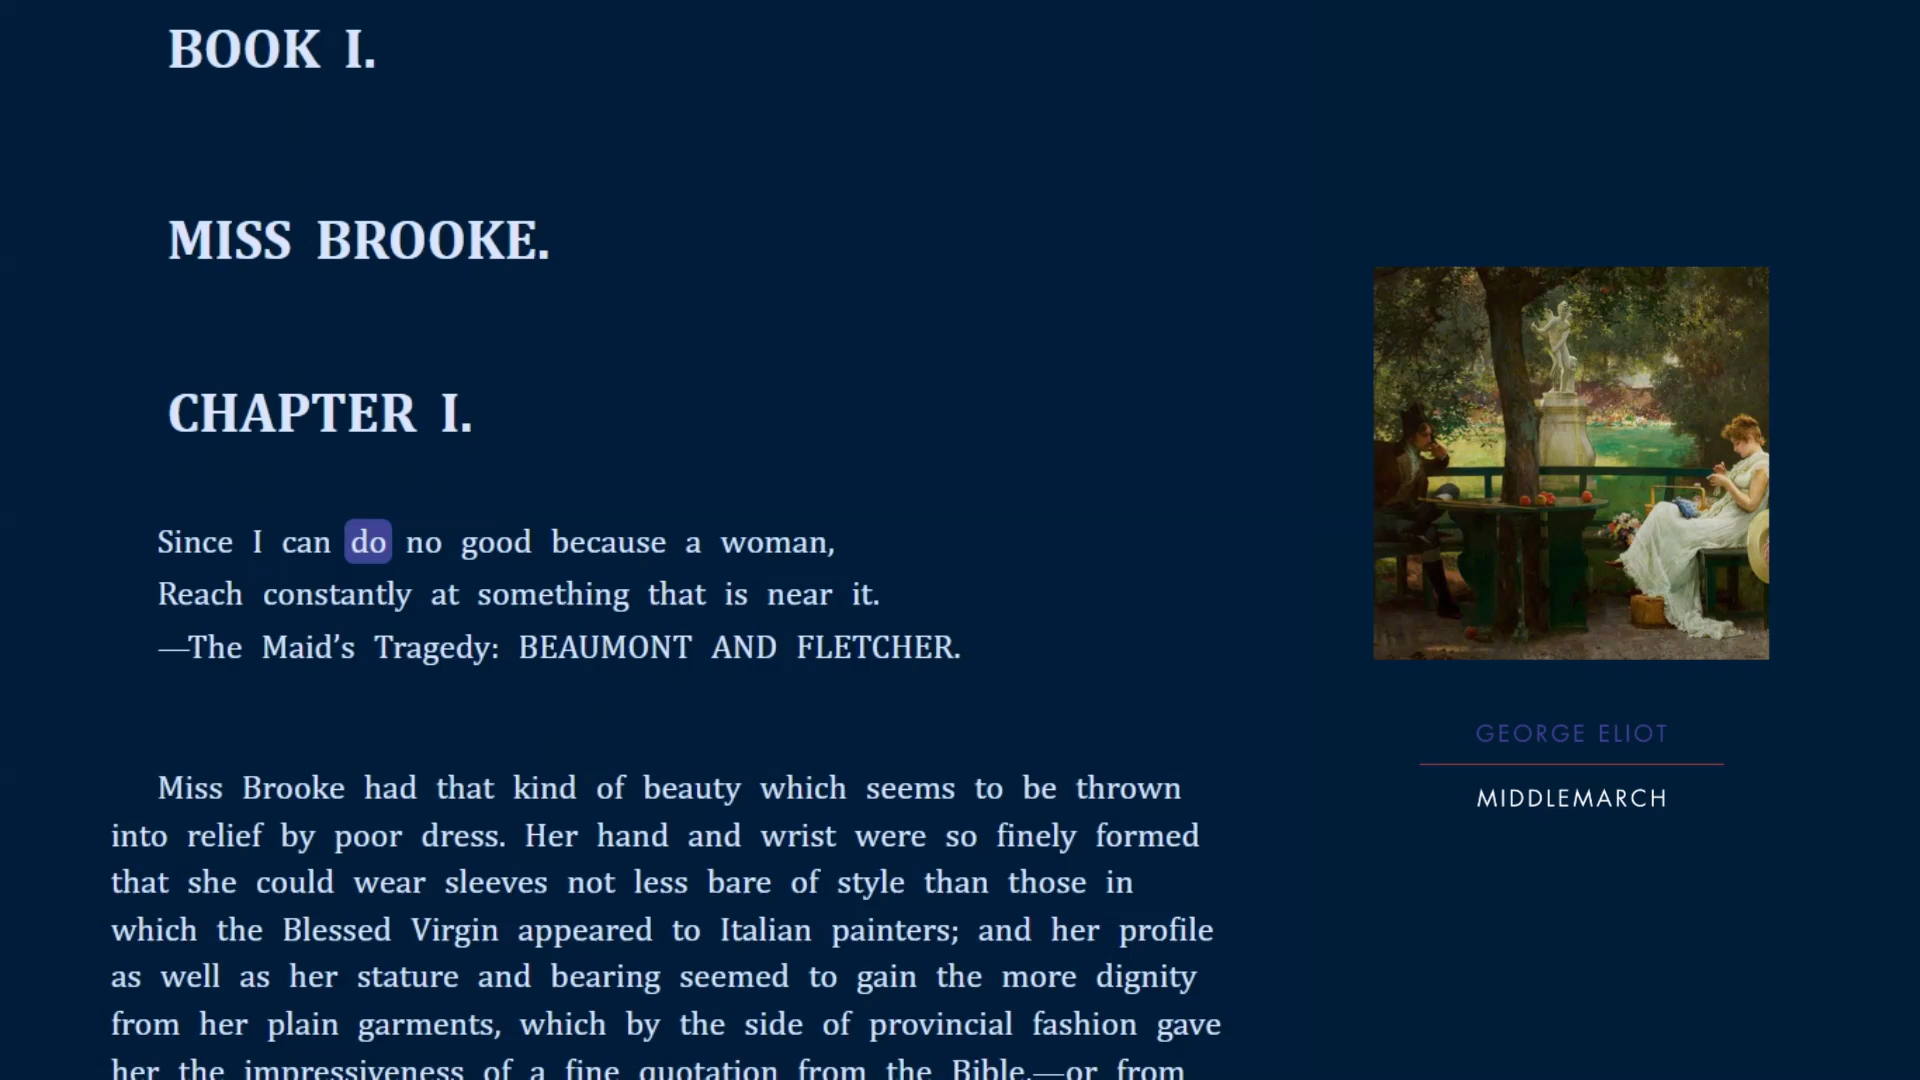 BOOK I.
MISS BROOKE.
CHAPTER I.
Since I can do no good because a woman,
Reach constantly at something that is near it.
—The Maid’s Tragedy: BEAUMONT AND FLETCHER.
Miss Brooke had that kind of beauty which seems to be thrown
into relief by poor dress. Her hand and wrist were so finely formed
that she could wear sleeves not less bare of style than those in
which the Blessed Virgin appeared to Italian painters; and her profile
as well as her stature and bearing seemed to gain the more dignity
from her plain garments, which by the side of provincial fashion gave
her the impressiveness of a fine quotation from the Bible,—or from
GEORGE ELIOT
MIDDLEMARCH